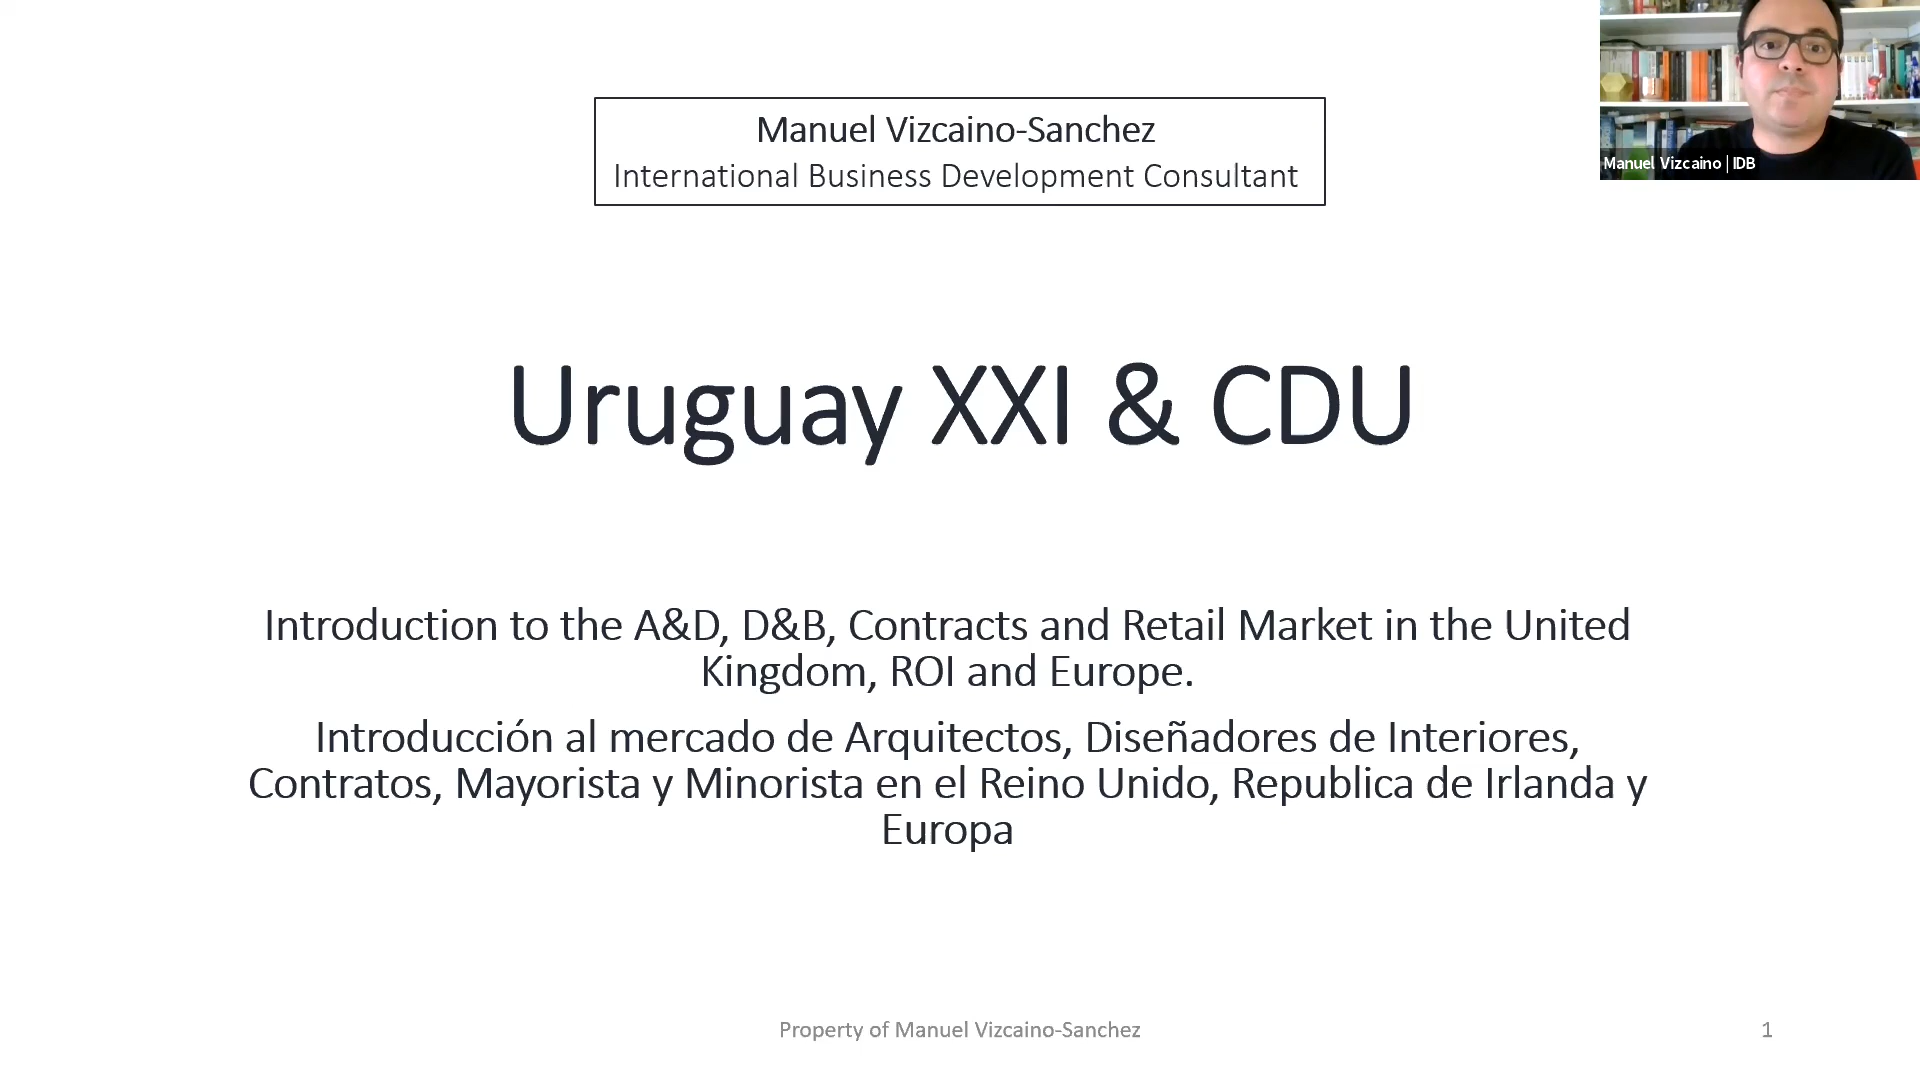 Manuel Vizcaino-Sanchez
International Business Development Consultant
Manuel Vizcaino | IDB
Uruguay XXI & CDU
Introduction to the A&D, D&B, Contracts and Retail Market in the United
Kingdom, ROI and Europe.
Introducción al mercado de Arquitectos, Diseñadores de Interiores,
Contratos, Mayorista y Minorista en el Reino Unido, Republica de Irlanda y
Europa
Property of Manuel Vizcaino-Sanchez
1